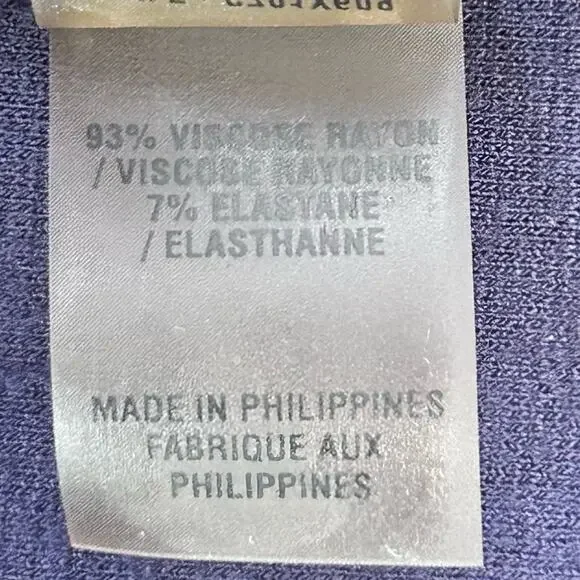 93% VISCOSE RAYON
/ VISCOSE RAYONNE
7% ELASTANE
/ ELASTHANNE
MADE IN PHILIPPINES
FABRIQUE AUX
PHILIPPINES